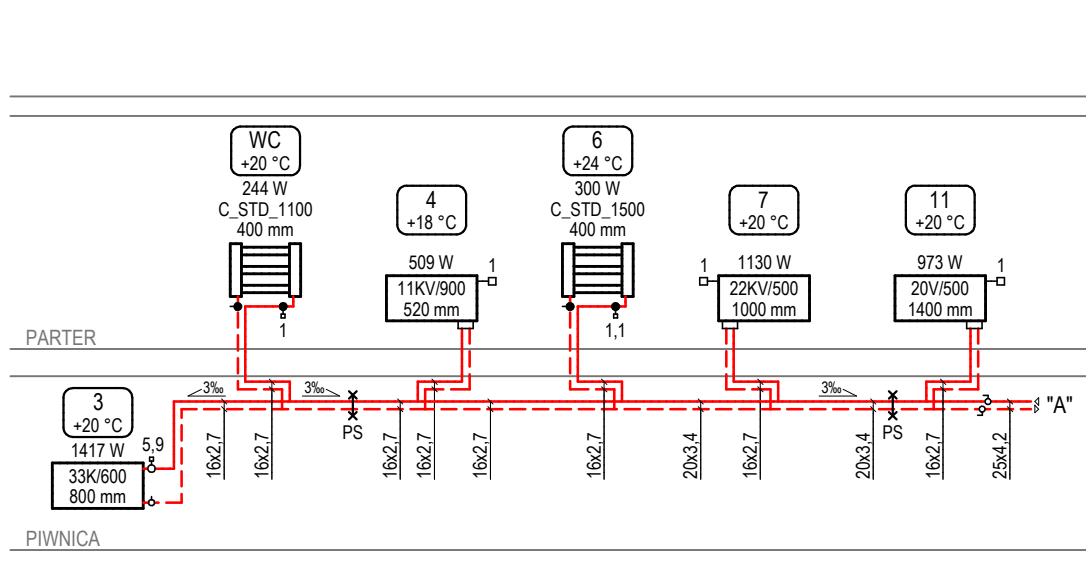 WC
+20 °C
244 W
C_STD_1100
400 mm
1
4
+18 °C
509 W
1
11KV/900
520 mm
6
+24 °C
300 W
C_STD_1500
400 mm
1,1
7
+20 °C
1130 W
1
22KV/500
1000 mm
11
+20 °C
973 W
1
20V/500
1400 mm
PARTER
3
+20 °C
1417 W
5,9
33K/600
800 mm
3‰
3‰
3‰
PS
PS
"A"
16x2,7
16x2,7
16x2,7
16x2,7
16x2,7
16x2,7
20x3,4
16x2,7
20x3,4
16x2,7
25x4,2
PIWNICA